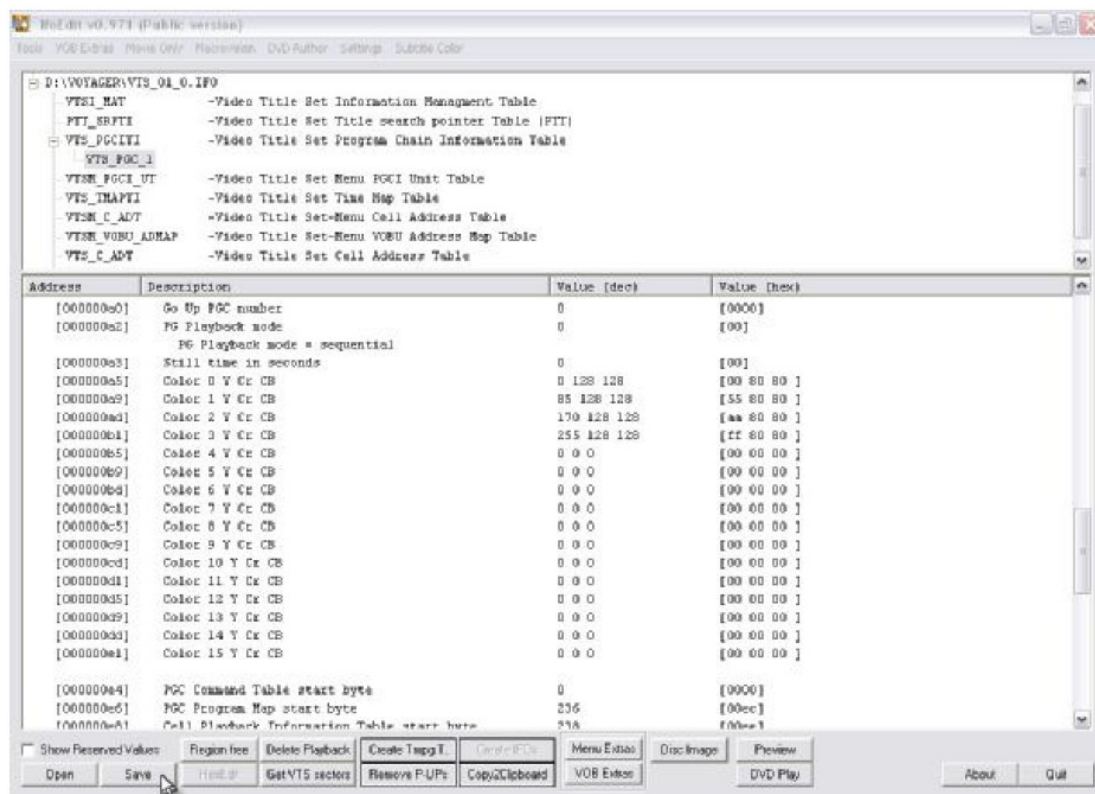 IfoEdit v0.971 (Public version)
Tools VOB Extras Movie Only Macrovision DVD Author Settings Subtitle Color
D:\VOYAGER\VTS_01_0.IFO
VTSI_MAT -Video Title Set Information Managment Table
PTT_SRPTI -Video Title Set Title search pointer Table (PTT)
VTS_PGCITI -Video Title Set Program Chain Information Table
VTS_PGC_1
VTSM_PGCI_UT -Video Title Set Menu PGCI Unit Table
VTS_TMAPTI -Video Title Set Time Map Table
VTSM_C_ADT -Video Title Set-Menu Cell Address Table
VTSM_VOBU_ADMAP -Video Title Set-Menu VOBU Address Map Table
VTS_C_ADT -Video Title Set Cell Address Table
Address Description Value (dec) Value (hex)
[000000a0] Go Up PGC number 0 [0000]
[000000a2] PG Playback mode 0 [00]
PG Playback mode = sequential
[000000a3] Still time in seconds 0 [00]
[000000a5] Color 0 Y Cr CB 0 128 128 [00 80 80 ]
[000000a9] Color 1 Y Cr CB 85 128 128 [55 80 80 ]
[000000ad] Color 2 Y Cr CB 170 128 128 [aa 80 80 ]
[000000b1] Color 3 Y Cr CB 255 128 128 [ff 80 80 ]
[000000b5] Color 4 Y Cr CB 0 0 0 [00 00 00 ]
[000000b9] Color 5 Y Cr CB 0 0 0 [00 00 00 ]
[000000bd] Color 6 Y Cr CB 0 0 0 [00 00 00 ]
[000000c1] Color 7 Y Cr CB 0 0 0 [00 00 00 ]
[000000c5] Color 8 Y Cr CB 0 0 0 [00 00 00 ]
[000000c9] Color 9 Y Cr CB 0 0 0 [00 00 00 ]
[000000cd] Color 10 Y Cr CB 0 0 0 [00 00 00 ]
[000000d1] Color 11 Y Cr CB 0 0 0 [00 00 00 ]
[000000d5] Color 12 Y Cr CB 0 0 0 [00 00 00 ]
[000000d9] Color 13 Y Cr CB 0 0 0 [00 00 00 ]
[000000dd] Color 14 Y Cr CB 0 0 0 [00 00 00 ]
[000000e1] Color 15 Y Cr CB 0 0 0 [00 00 00 ]
[000000e4] PGC Command Table start byte 0 [0000]
[000000e6] PGC Program Map start byte 236 [00ec]
[000000e8] Cell Playback Information Table start byte 238 [00ee]
Show Reserved Values Region free Delete Playback Create Tmpg T.. Create IFOs Menu Extras Disc Image Preview
Open Save HexEdit Get VTS sectors Remove P-UPs Copy2Clipboard VOB Extras DVD Play About Quit